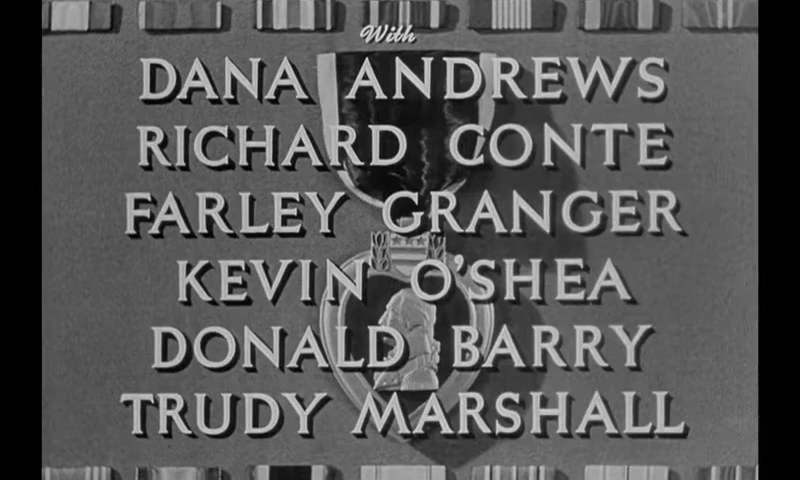 With
DANA ANDREWS
RICHARD CONTE
FARLEY GRANGER
KEVIN O'SHEA
DONALD BARRY
TRUDY MARSHALL